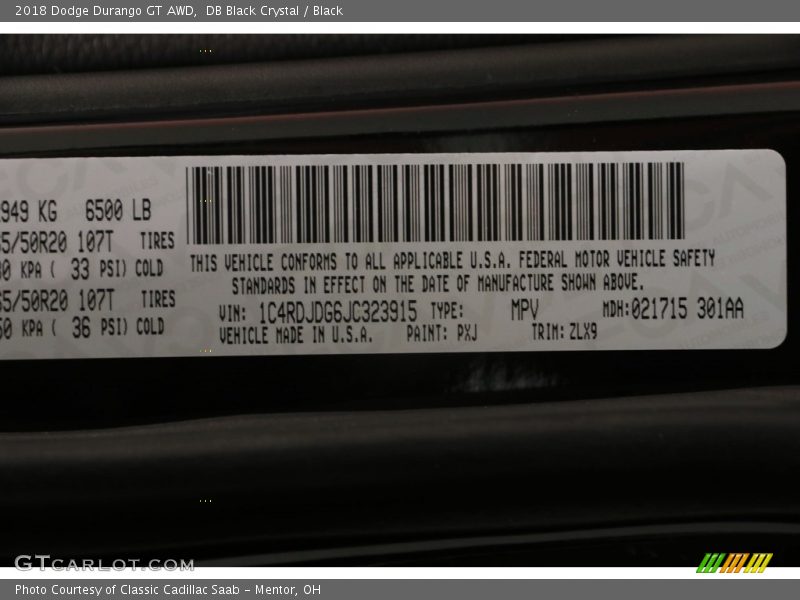 2018 Dodge Durango GT AWD,  DB Black Crystal / Black
949 KG 6500 LB
5/50R20 107T TIRES
0 KPA ( 33 PSI) COLD
5/50R20 107T TIRES
0 KPA ( 36 PSI) COLD
THIS VEHICLE CONFORMS TO ALL APPLICABLE U.S.A. FEDERAL MOTOR VEHICLE SAFETY
STANDARDS IN EFFECT ON THE DATE OF MANUFACTURE SHOWN ABOVE.
VIN: 1C4RDJDG6JC323915 TYPE: MPV MDH:021715 301AA
VEHICLE MADE IN U.S.A. PAINT: PXJ TRIM: ZLX9
GTCARLOT.COM
Photo Courtesy of Classic Cadillac Saab - Mentor, OH